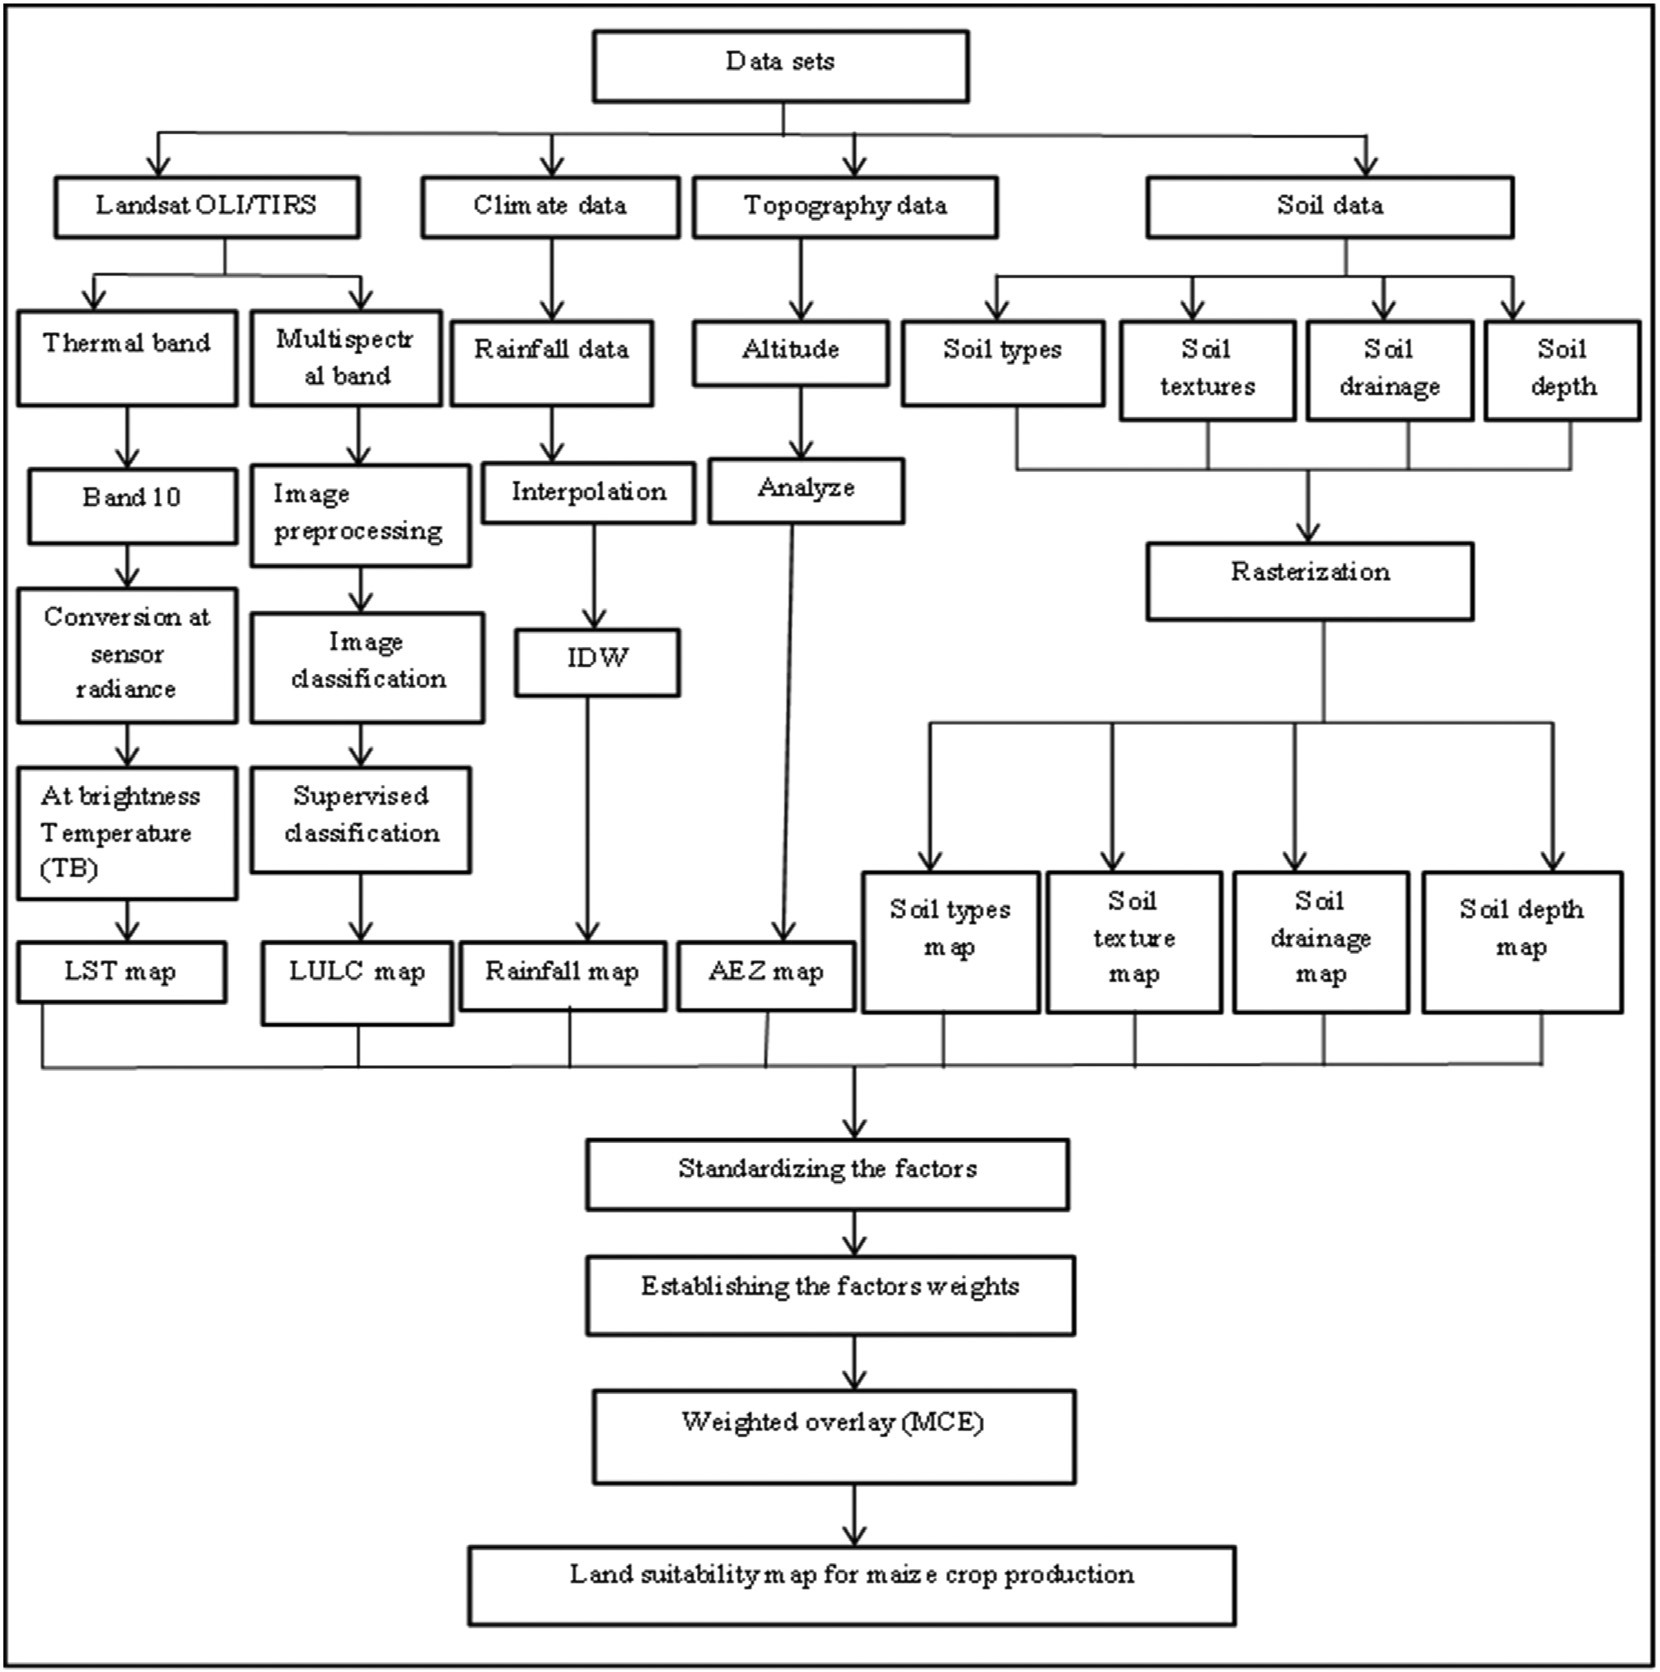 Data sets
Landsat OLI/TIRS
Climate data
Topography data
Soil data
Thermal band
Multispectr
al band
Rainfall data
Altitude
Soil types
Soil
textures
Soil
drainage
Soil
depth
Band 10
Image
preprocessing
Interpolation
Analyze
Rasterization
Conversion at
sensor
radiance
Image
classification
IDW
At brightness
Temperature
(TB)
Supervised
classification
LST map
LULC map
Rainfall map
AEZ map
Soil types
map
Soil
texture
map
Soil
drainage
map
Soil depth
map
Standardizing the factors
Establishing the factors weights
Weighted overlay (MCE)
Land suitability map for maize crop production